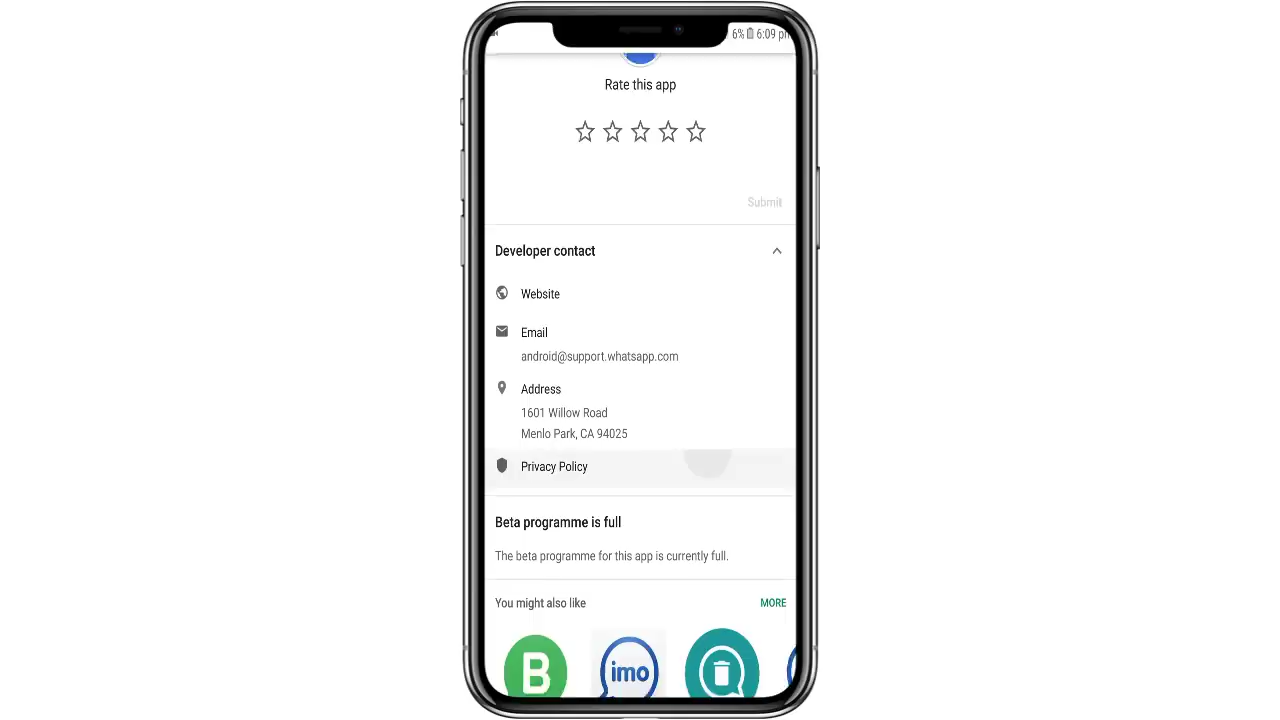 6% 6:09 pm
Rate this app
Submit
Developer contact
Website
Email
android@support.whatsapp.com
Address
1601 Willow Road
Menlo Park, CA 94025
Privacy Policy
Beta programme is full
The beta programme for this app is currently full.
You might also like MORE
B imo